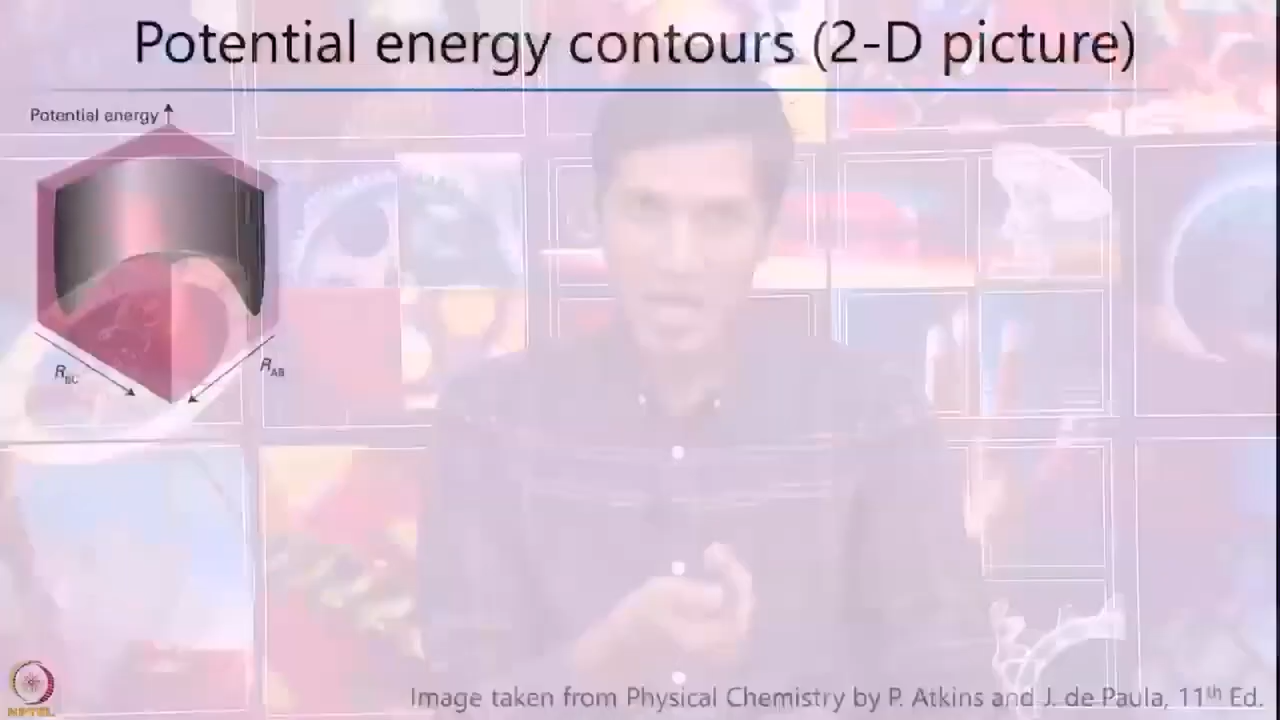 Potential energy contours (2-D picture)
Potential energy
R_BC
R_AB
NPTEL
Image taken from Physical Chemistry by P. Atkins and J. de Paula, 11th Ed.